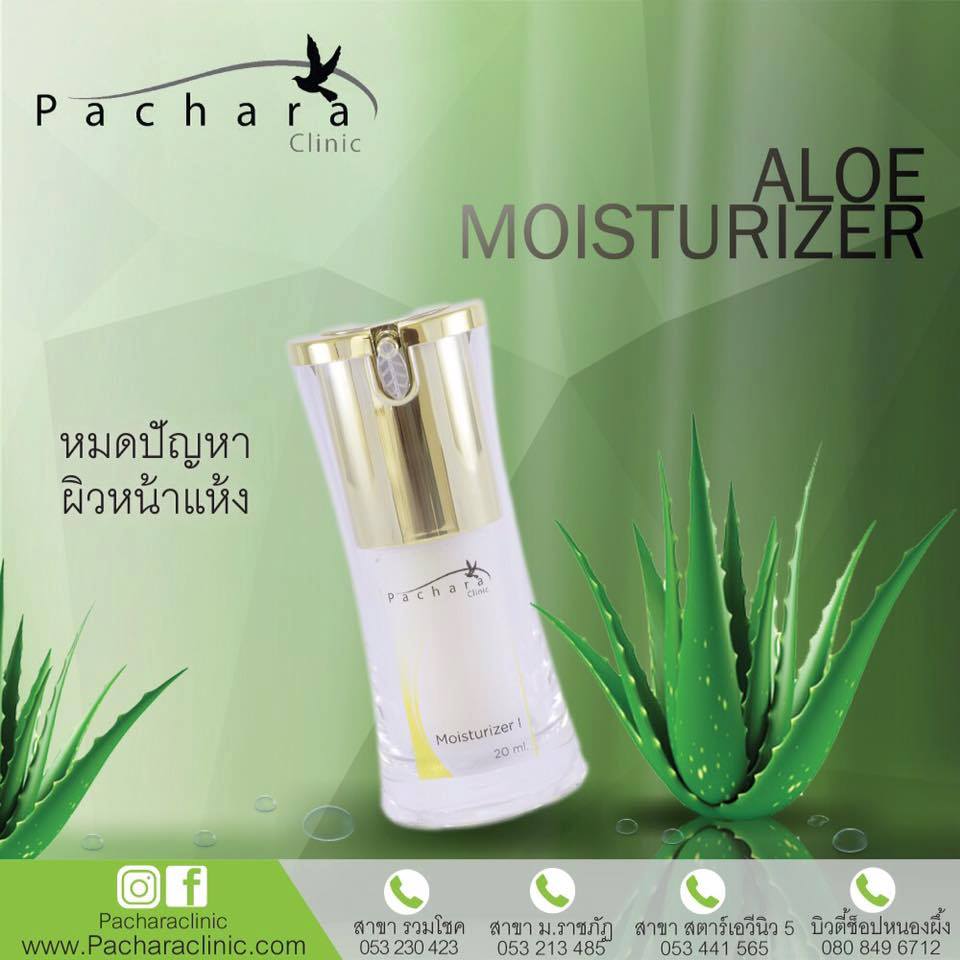 Pachara
Clinic
ALOE
MOISTURIZER
หมดปัญหา
ผิวหน้าแห้ง
Pachara
Clinic
Moisturizer I
20 ml.
Pacharaclinic
www.Pacharaclinic.com
สาขา รวมโชค
053 230 423
สาขา ม.ราชภัฏ
053 213 485
สาขา สตาร์เอวีนิว 5
053 441 565
บิวตี้ช็อปหนองผึ้ง
080 849 6712